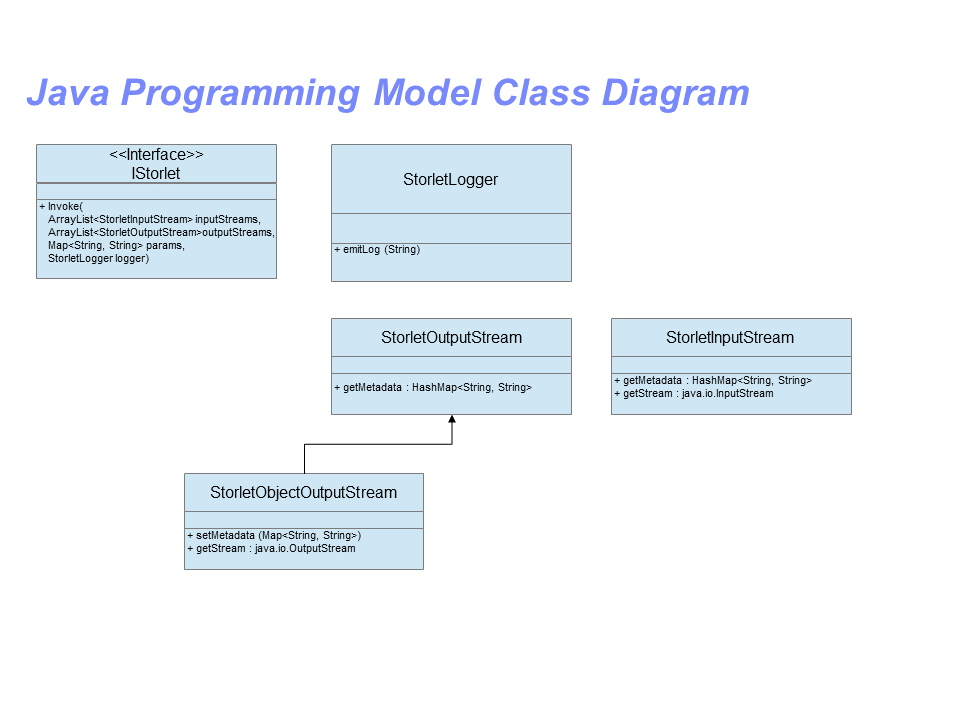 Java Programming Model Class Diagram
<<Interface>>
IStorlet
+ Invoke(
ArrayList<StorletInputStream> inputStreams,
ArrayList<StorletOutputStream>outputStreams,
Map<String, String> params,
StorletLogger logger)
StorletLogger
+ emitLog (String)
StorletOutputStream
+ getMetadata : HashMap<String, String>
StorletInputStream
+ getMetadata : HashMap<String, String>
+ getStream : java.io.InputStream
StorletObjectOutputStream
+ setMetadata (Map<String, String>)
+ getStream : java.io.OutputStream